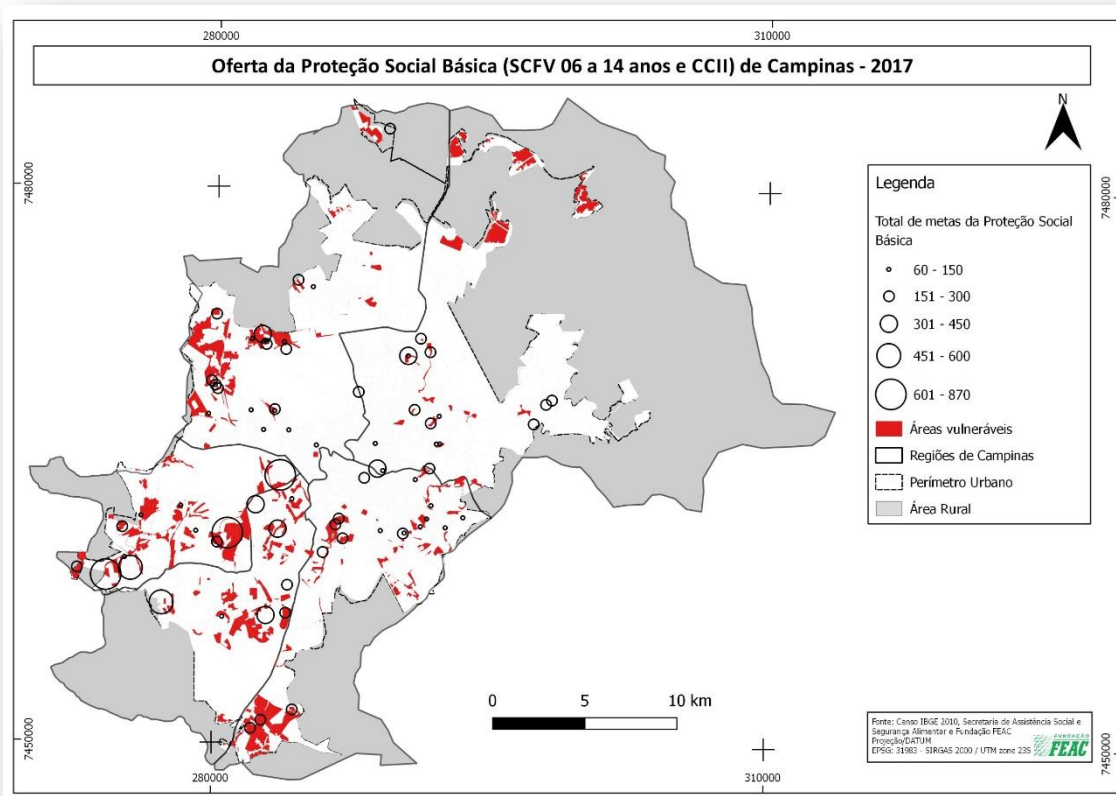 280000
310000
Oferta da Proteção Social Básica (SCFV 06 a 14 anos e CCII) de Campinas - 2017
N
7480000
7480000
Legenda
Total de metas da Proteção Social
Básica
60 - 150
151 - 300
301 - 450
451 - 600
601 - 870
Áreas vulneráveis
Regiões de Campinas
Perímetro Urbano
Área Rural
0
5
10 km
7450000
7450000
Fonte: Censo IBGE 2010, Secretaria de Assistência Social e
Segurança Alimentar e Fundação FEAC
Projeção/DATUM
EPSG: 31983 - SIRGAS 2000 / UTM zone 23S
FUNDAÇÃO
FEAC
280000
310000